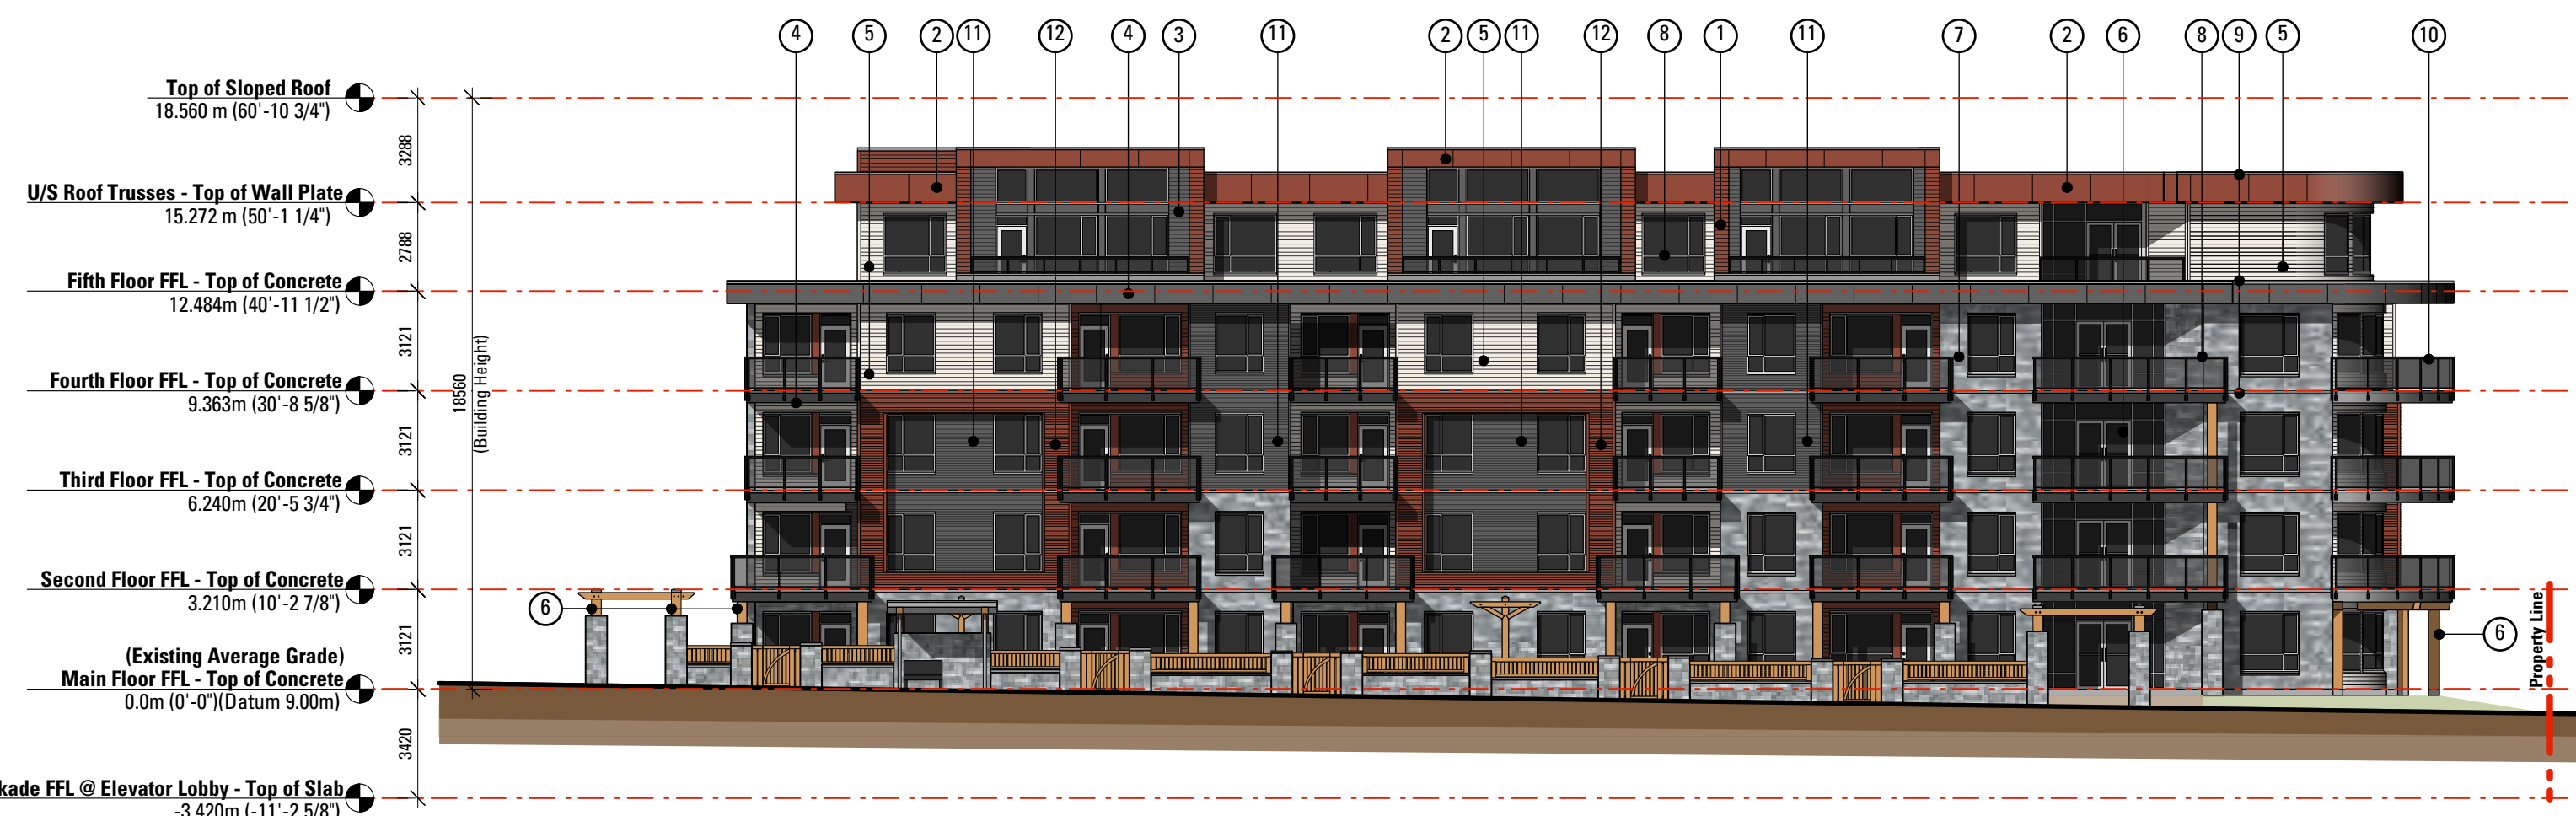 4 5 2 11 12 4 3 11 2 5 11 12 8 1 11 7 2 6 8 9 5 10
Top of Sloped Roof
18.560 m (60'-10 3/4")
3288
U/S Roof Trusses - Top of Wall Plate
15.272 m (50'-1 1/4")
2788
Fifth Floor FFL - Top of Concrete
12.484m (40'-11 1/2")
3121
Fourth Floor FFL - Top of Concrete
9.363m (30'-8 5/8")
18560
(Building Height)
3121
Third Floor FFL - Top of Concrete
6.240m (20'-5 3/4")
3121
Second Floor FFL - Top of Concrete
3.210m (10'-2 7/8")
6
3121
6
Property Line
(Existing Average Grade)
Main Floor FFL - Top of Concrete
0.0m (0'-0")(Datum 9.00m)
3420
kade FFL @ Elevator Lobby - Top of Slab
-3.420m (-11'-2 5/8")